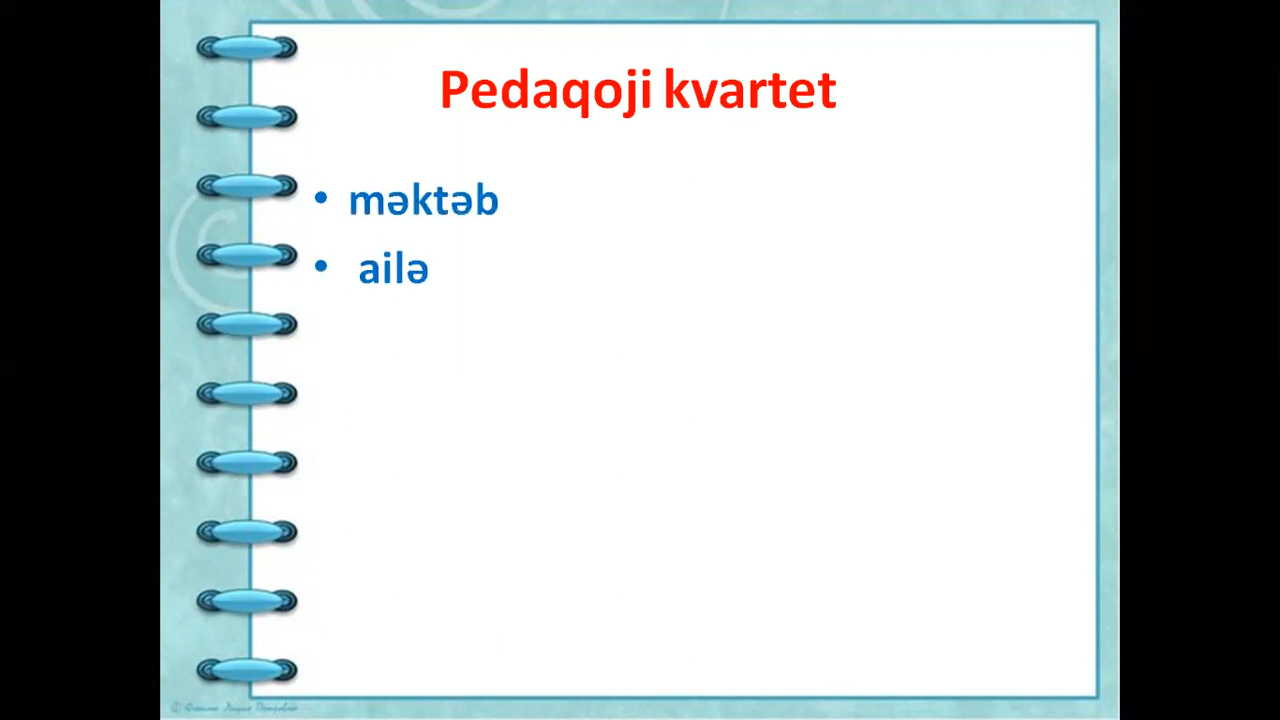 Pedaqoji kvartet
• məktəb
• ailə